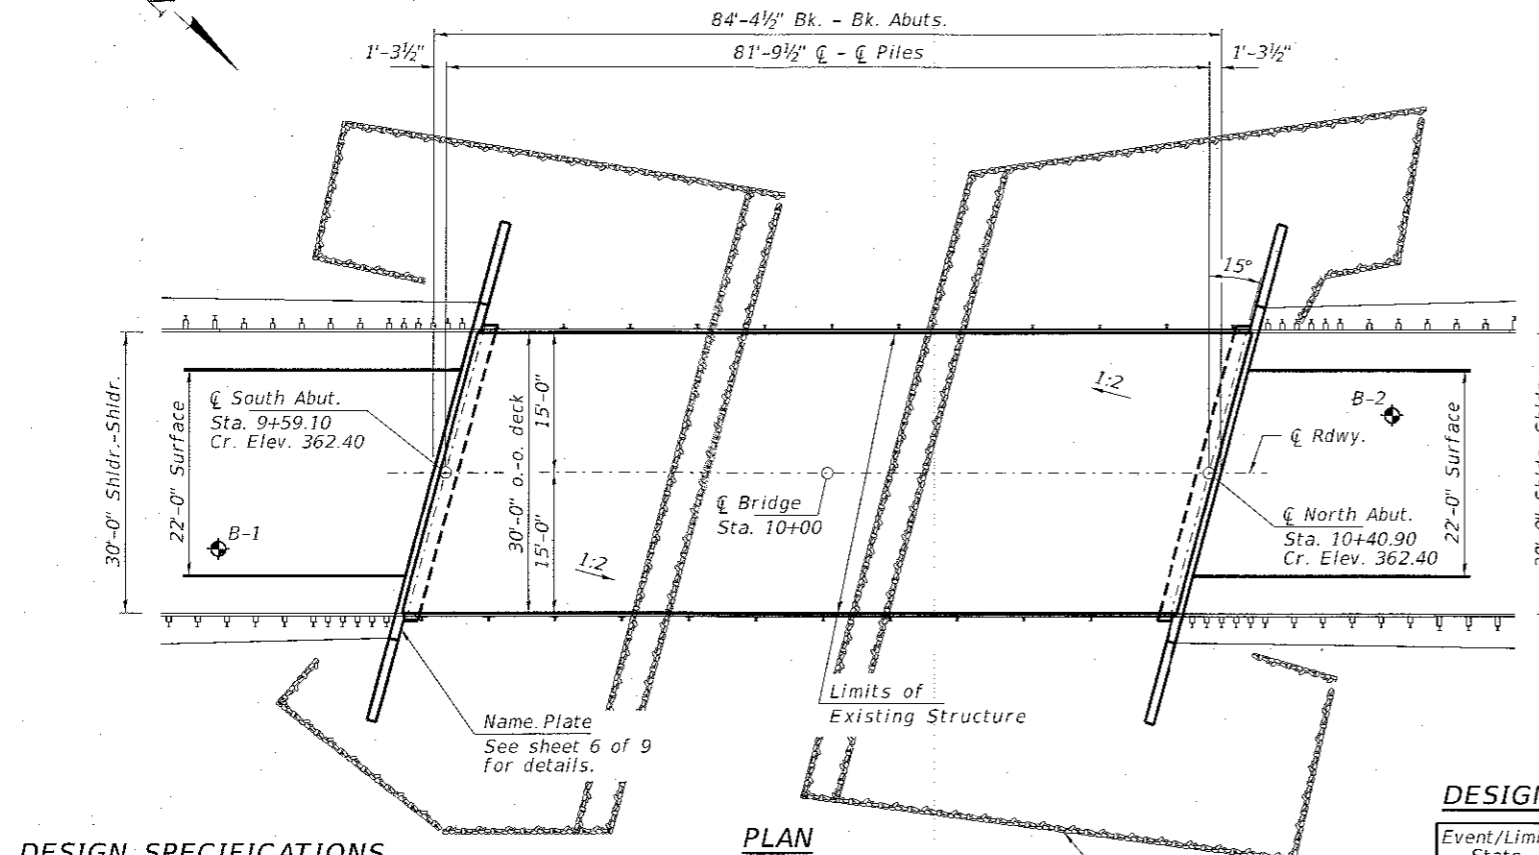 84'-4½" Bk. - Bk. Abuts.
1'-3½"
81'-9½" ℄ - ℄ Piles
1'-3½"
15°
30'-0" Shldr.-Shldr.
22'-0" Surface
℄ South Abut.
Sta. 9+59.10
Cr. Elev. 362.40
B-1
30'-0" o.-o. deck
15'-0"
15'-0"
1:2
℄ Bridge
Sta. 10+00
1:2
B-2
℄ Rdwy.
22'-0" Surface
℄ North Abut.
Sta. 10+40.90
Cr. Elev. 362.40
Limits of
Existing Structure
Name Plate
See sheet 6 of 9
for details.
DESIGN SPECIFICATIONS
PLAN
DESIGN
Event/Limi
State